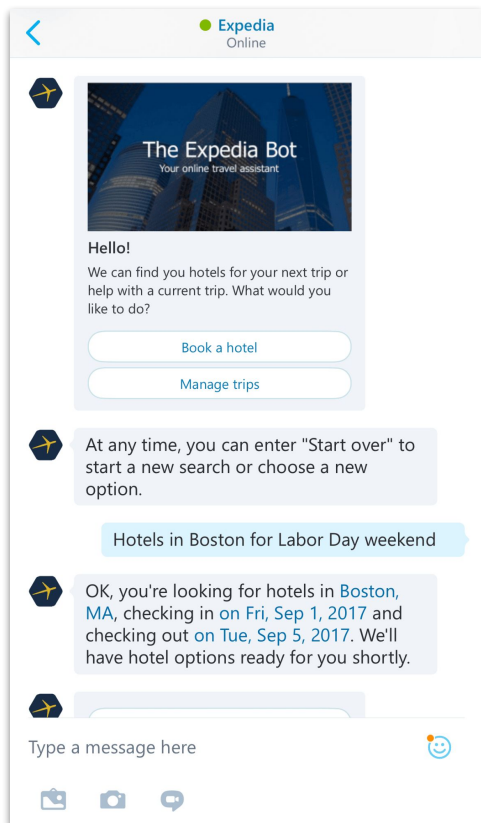 Expedia
Online
The Expedia Bot
Your online travel assistant
Hello!
We can find you hotels for your next trip or
help with a current trip. What would you
like to do?
Book a hotel
Manage trips
At any time, you can enter "Start over" to
start a new search or choose a new
option.
Hotels in Boston for Labor Day weekend
OK, you're looking for hotels in Boston,
MA, checking in on Fri, Sep 1, 2017 and
checking out on Tue, Sep 5, 2017. We'll
have hotel options ready for you shortly.
Type a message here